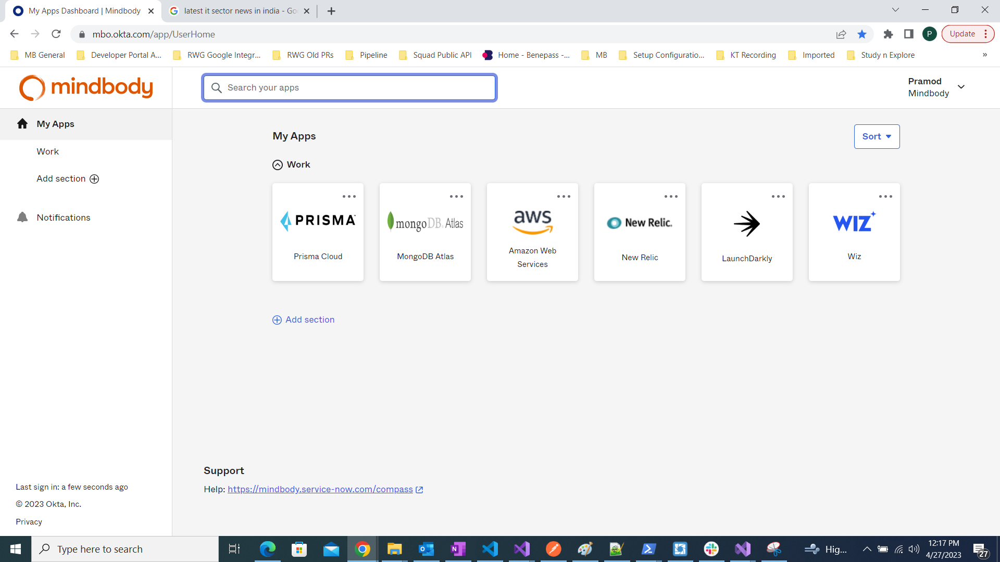 My Apps Dashboard | Mindbody
latest it sector news in india - Goo
mbo.okta.com/app/UserHome
P
Update
MB General
Developer Portal A...
RWG Google Integr...
RWG Old PRs
Pipeline
Squad Public API
Home - Benepass -...
MB
Setup Configuratio...
KT Recording
Imported
Study n Explore
»
mindbody
Search your apps
Pramod
Mindbody
My Apps
Work
Add section
Notifications
My Apps
Sort
Work
PRISMA™
Prisma Cloud
mongoDB® Atlas
MongoDB Atlas
aws
Amazon Web
Services
New Relic.
New Relic
LaunchDarkly
WIZ
Wiz
Add section
Support
Help: https://mindbody.service-now.com/compass
Last sign in: a few seconds ago
© 2023 Okta, Inc.
Privacy
Type here to search
Hig...
12:17 PM
4/27/2023
27